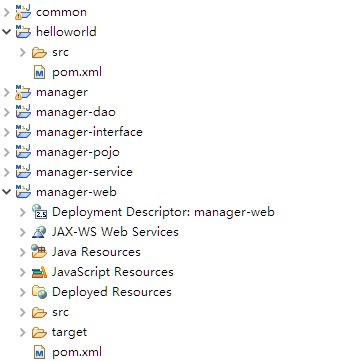 common
helloworld
src
pom.xml
manager
manager-dao
manager-interface
manager-pojo
manager-service
manager-web
Deployment Descriptor: manager-web
JAX-WS Web Services
Java Resources
JavaScript Resources
Deployed Resources
src
target
pom.xml